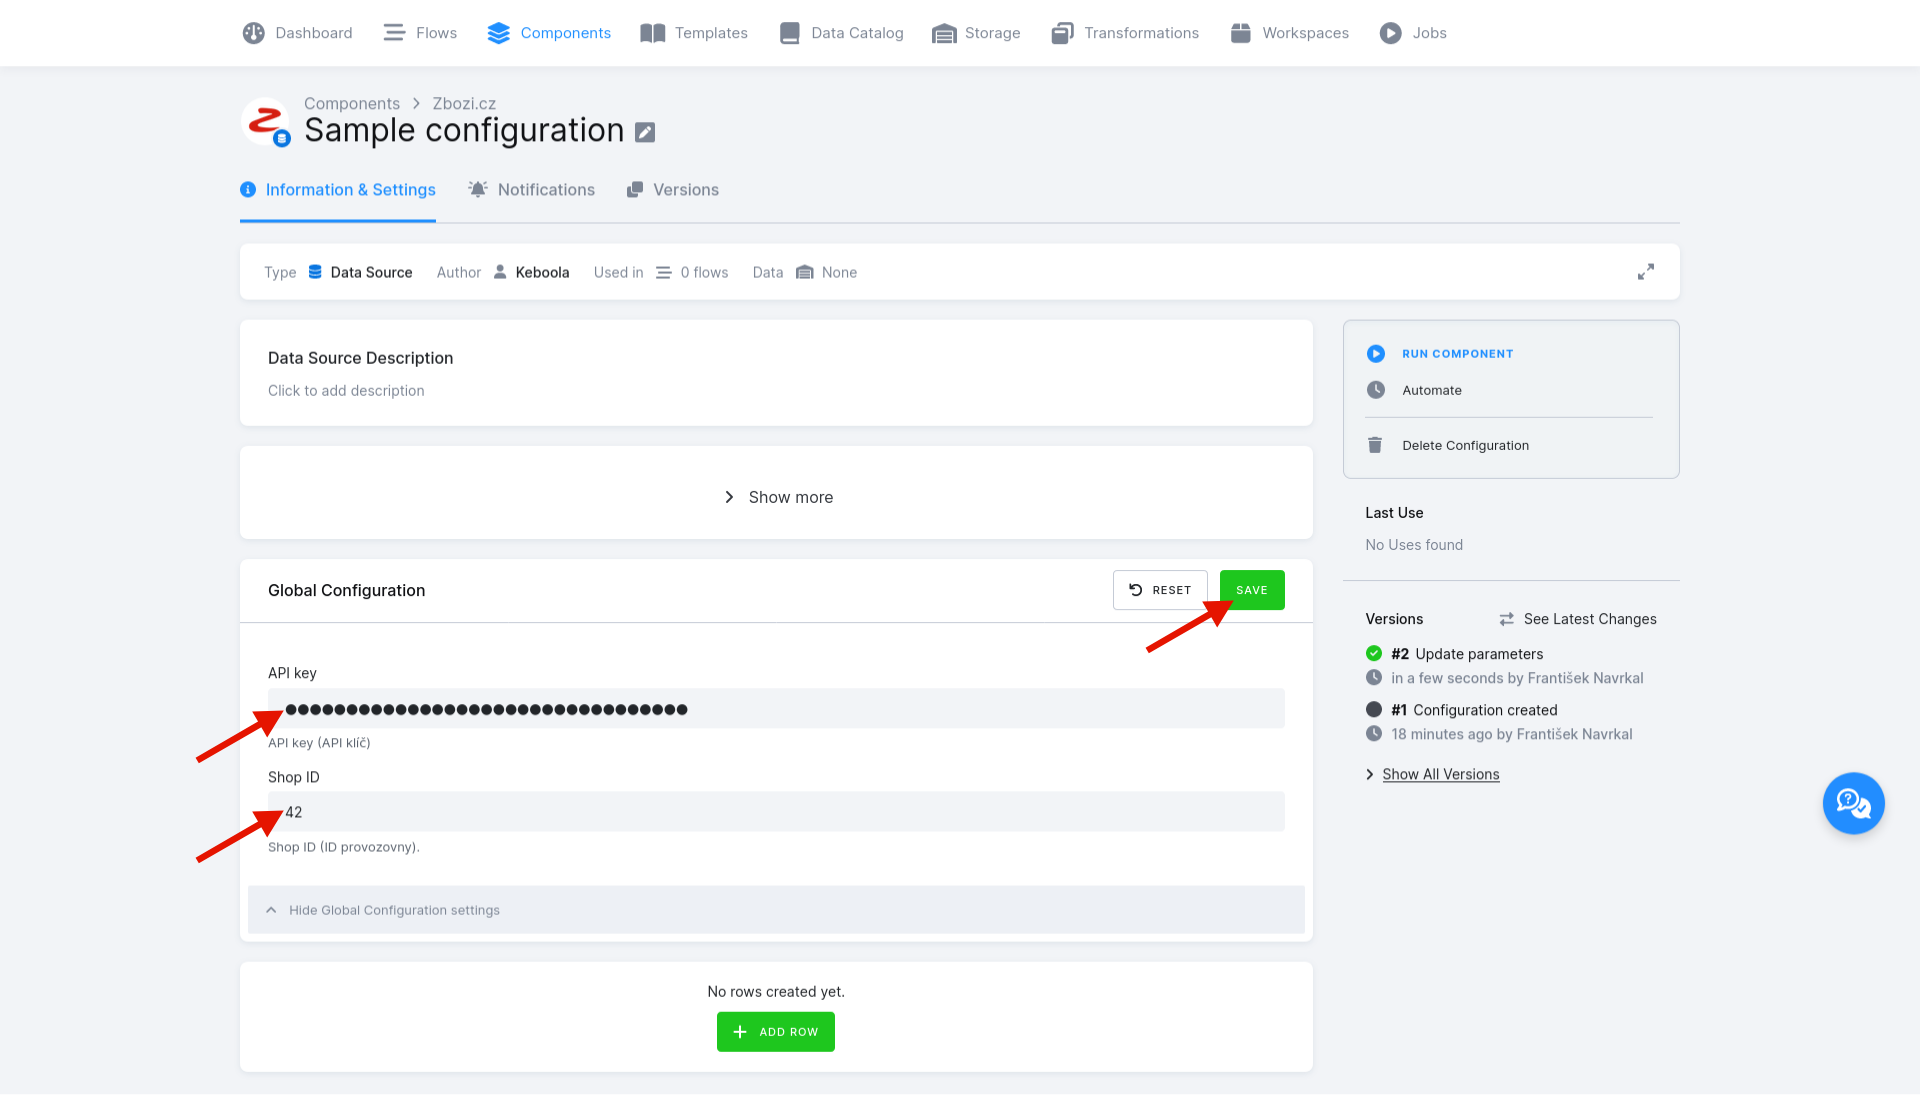 Dashboard Flows Components Templates Data Catalog Storage Transformations Workspaces Jobs
Components > Zbozi.cz
Sample configuration
Information & Settings Notifications Versions
Type Data Source Author Keboola Used in 0 flows Data None
Data Source Description
Click to add description
Show more
Global Configuration RESET SAVE
API key
●●●●●●●●●●●●●●●●●●●●●●●●●●●●●●●●●
API key (API klíč)
Shop ID
42
Shop ID (ID provozovny).
Hide Global Configuration settings
No rows created yet.
ADD ROW
RUN COMPONENT
Automate
Delete Configuration
Last Use
No Uses found
Versions See Latest Changes
#2 Update parameters
in a few seconds by František Navrkal
#1 Configuration created
18 minutes ago by František Navrkal
Show All Versions